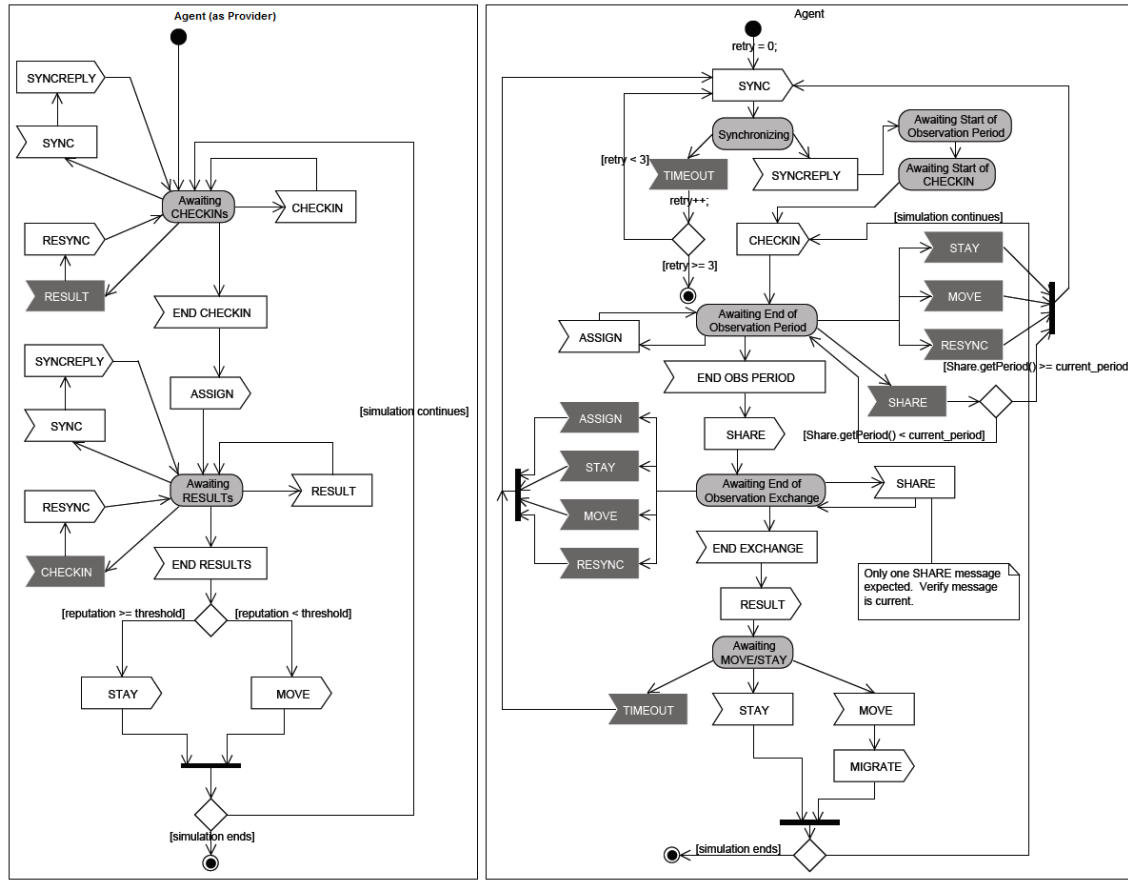 Agent (as Provider)
SYNCREPLY
SYNC
Awaiting
CHECKINs
CHECKIN
RESYNC
RESULT
END CHECKIN
SYNCREPLY
ASSIGN
[simulation continues]
SYNC
Awaiting
RESULTs
RESULT
RESYNC
END RESULTS
CHECKIN
[reputation >= threshold]
[reputation < threshold]
STAY
MOVE
[simulation ends]
Agent
retry = 0;
SYNC
Synchronizing
Awaiting Start of
Observation Period
[retry < 3]
TIMEOUT
SYNCREPLY
Awaiting Start of
CHECKIN
retry++;
[simulation continues]
CHECKIN
STAY
[retry >= 3]
MOVE
Awaiting End of
Observation Period
ASSIGN
RESYNC
[Share.getPeriod() >= current_period]
END OBS PERIOD
SHARE
ASSIGN
SHARE
[Share.getPeriod() < current_period]
STAY
Awaiting End of
Observation Exchange
SHARE
MOVE
END EXCHANGE
RESYNC
Only one SHARE message
expected. Verify message
is current.
RESULT
Awaiting
MOVE/STAY
TIMEOUT
STAY
MOVE
MIGRATE
[simulation ends]